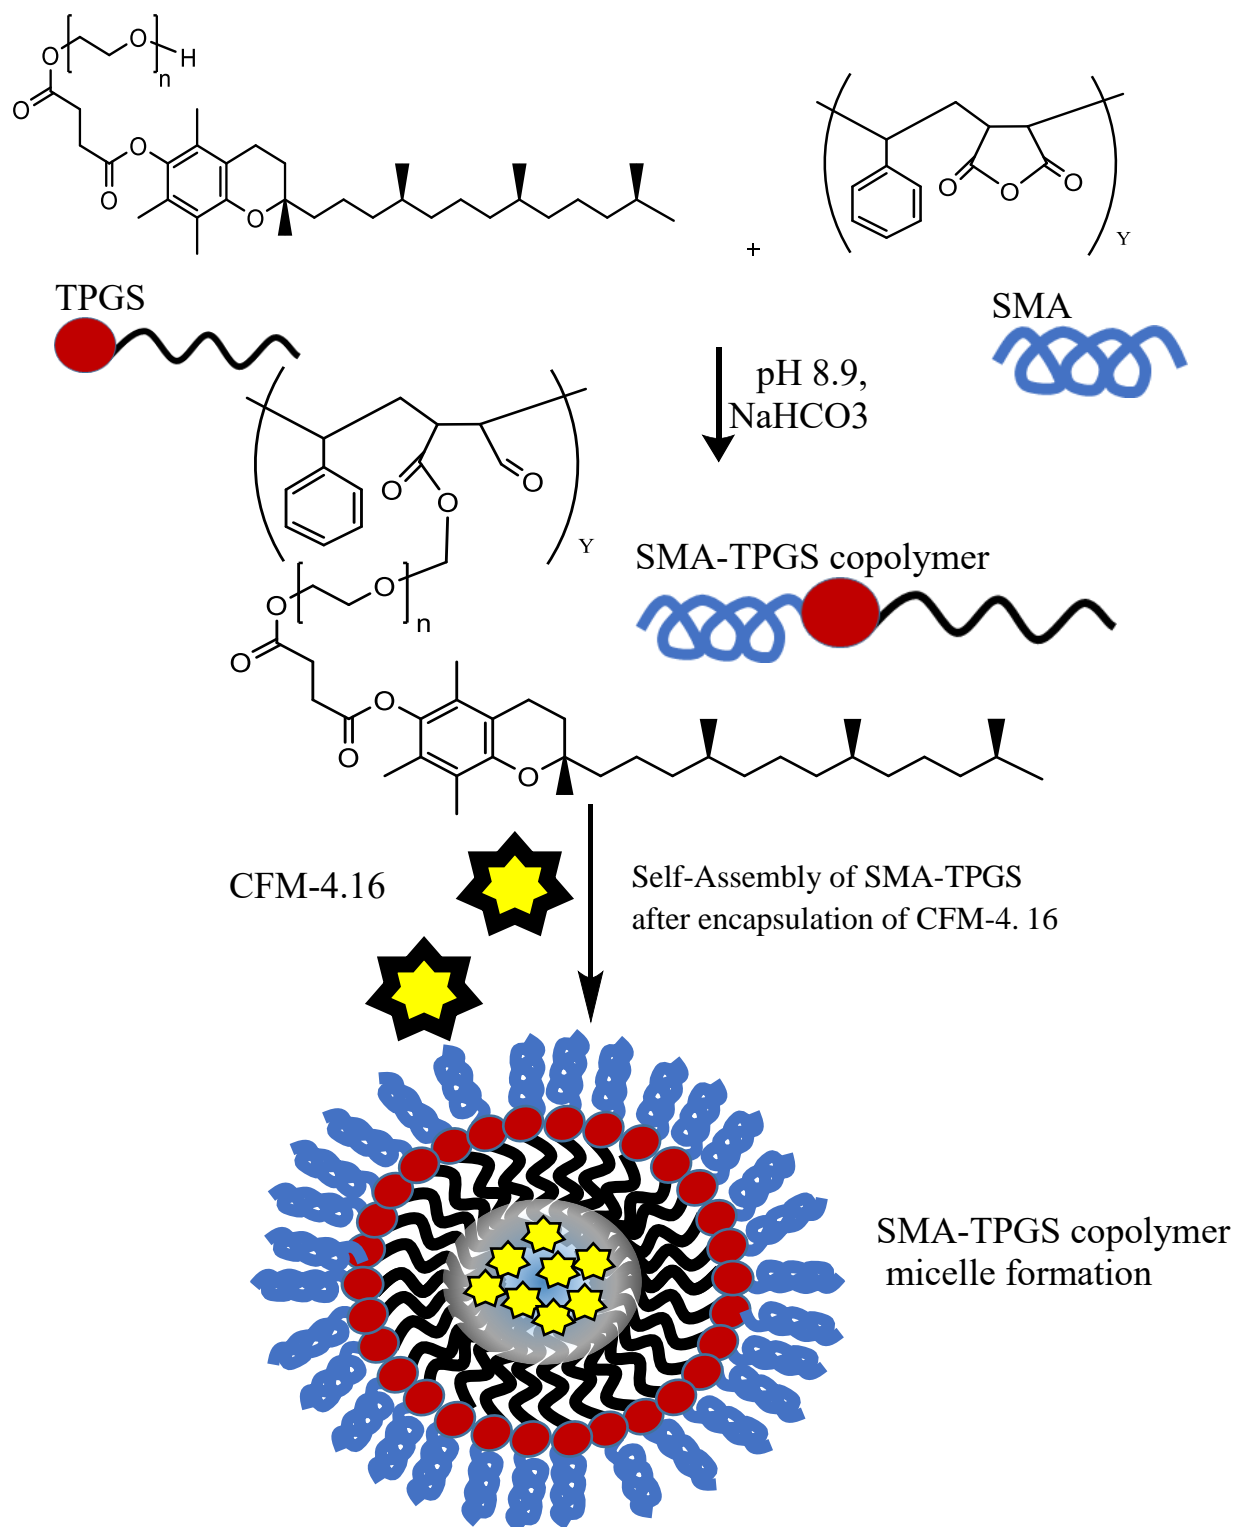 O
O
H
n
O
O
O
O
O
O
O
O
Y
+
TPGS
SMA
pH 8.9,
NaHCO3
O
O
O
Y
SMA-TPGS copolymer
O
O
n
O
O
O
O
CFM-4.16
Self-Assembly of SMA-TPGS
after encapsulation of CFM-4. 16
SMA-TPGS copolymer
micelle formation